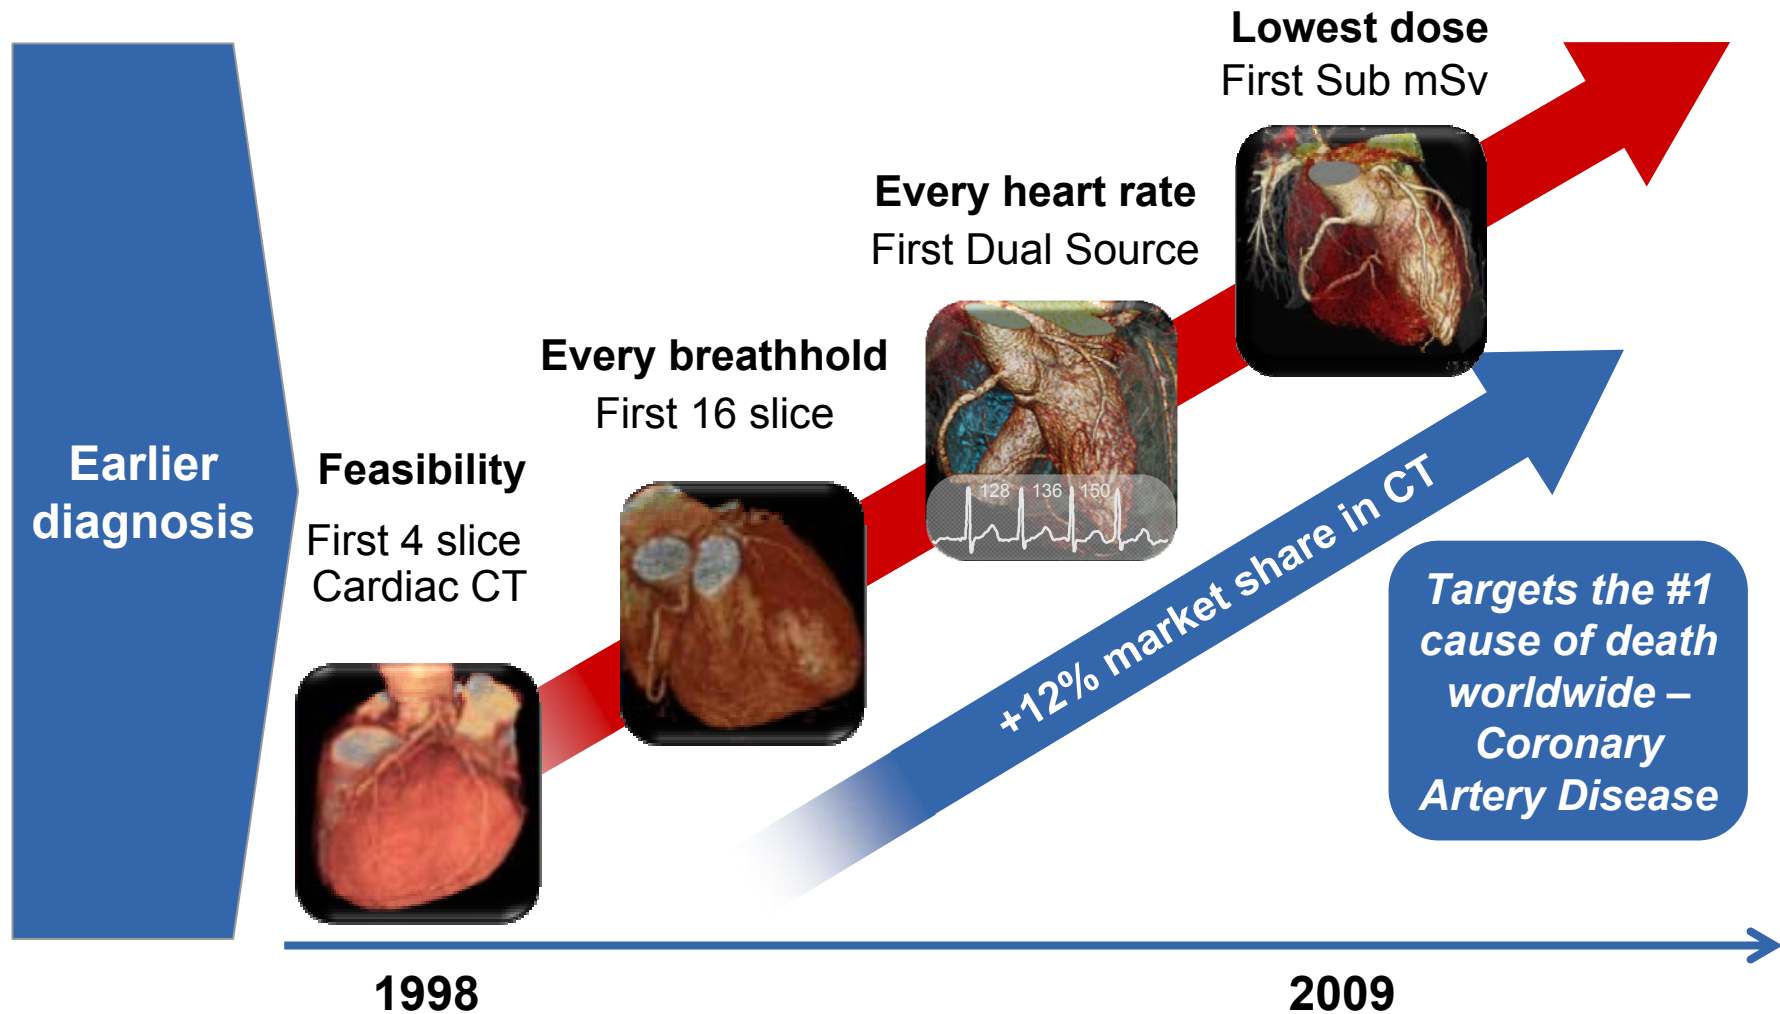 Lowest dose
First Sub mSv
Every heart rate
First Dual Source
Every breathhold
First 16 slice
Feasibility
First 4 slice
Cardiac CT
Earlier
diagnosis
128 136 150
+12% market share in CT
Targets the #1
cause of death
worldwide –
Coronary
Artery Disease
1998
2009